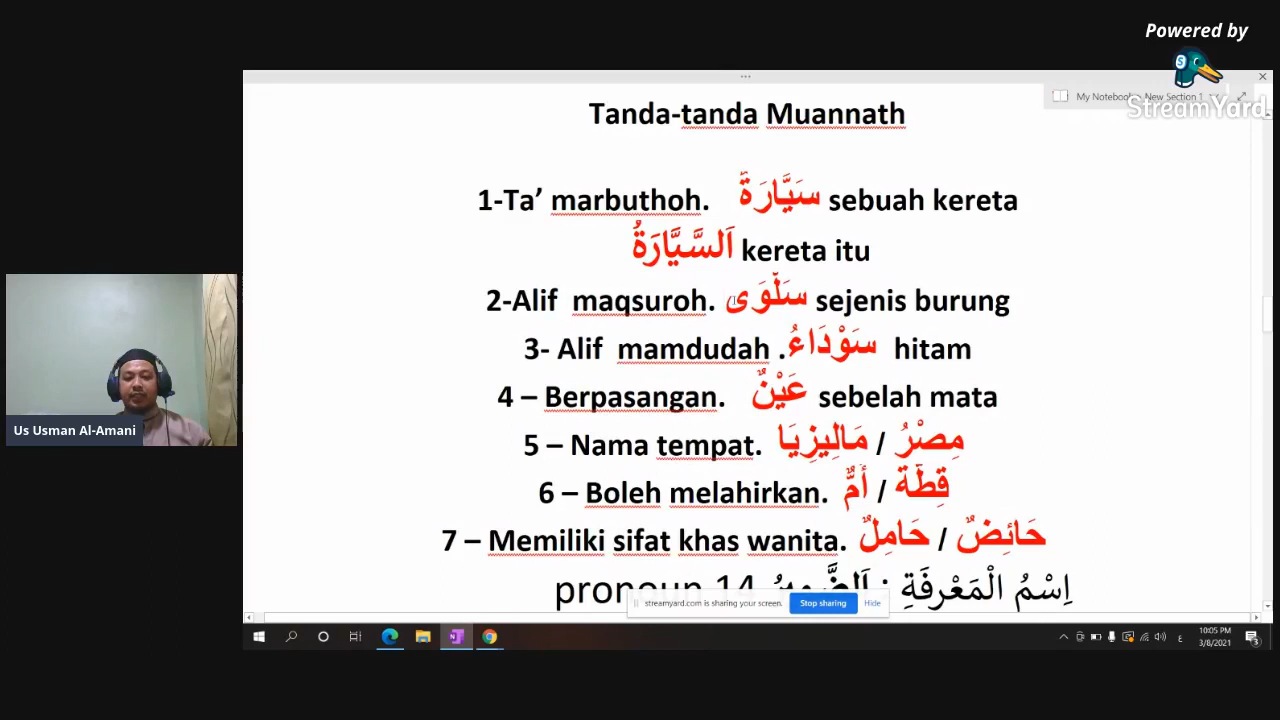 Powered by
StreamYard
My Notebook
New Section 1
Tanda-tanda Muannath
1-Ta’ marbuthoh. سَيَّارَةٌ sebuah kereta
اَلسَّيَّارَةُ kereta itu
2-Alif maqsuroh. سَلْوَى sejenis burung
3- Alif mamdudah . سَوْدَاءُ hitam
4 – Berpasangan. عَيْنٌ sebelah mata
5 – Nama tempat. مَالِيزِيَا / مِصْرُ
6 – Boleh melahirkan. أُمٌّ / قِطَّة
7 – Memiliki sifat khas wanita. حَامِلٌ / حَائِضٌ
pronoun 14 اِسْمُ الْمَعْرِفَةِ :
streamyard.com is sharing your screen.
Stop sharing
Hide
Us Usman Al-Amani
ع
10:05 PM
3/8/2021
3